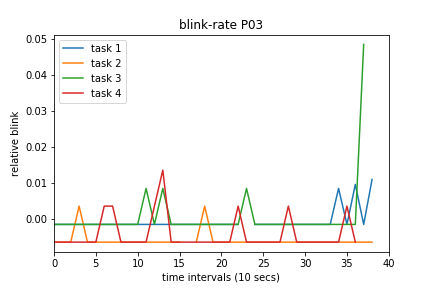 blink-rate P03
0.05
0.04
0.03
0.02
0.01
0.00
relative blink
task 1
task 2
task 3
task 4
0 5 10 15 20 25 30 35 40
time intervals (10 secs)